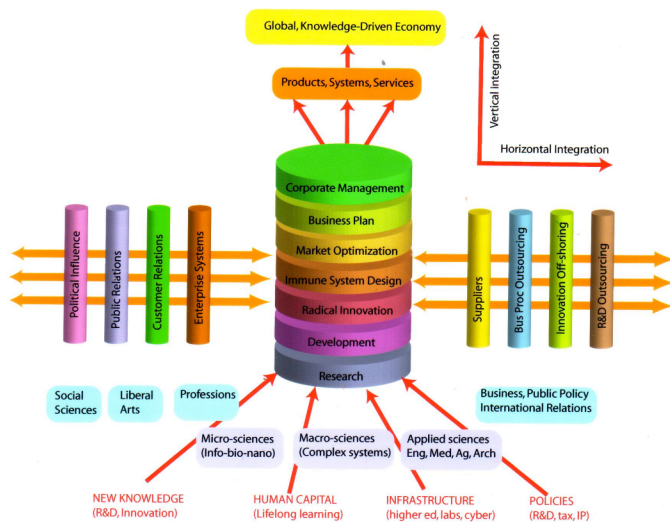 Global, Knowledge-Driven Economy
Products, Systems, Services
Vertical Integration
Horizontal Integration
Corporate Management
Business Plan
Market Optimization
Immune System Design
Radical Innovation
Development
Research
Political Influence
Public Relations
Customer Relations
Enterprise Systems
Suppliers
Bus Proc Outsourcing
Innovation Off-shoring
R&D Outsourcing
Social
Sciences
Liberal
Arts
Professions
Business, Public Policy
International Relations
Micro-sciences
(Info-bio-nano)
Macro-sciences
(Complex systems)
Applied sciences
Eng, Med, Ag, Arch
NEW KNOWLEDGE
(R&D, Innovation)
HUMAN CAPITAL
(Lifelong learning)
INFRASTRUCTURE
(higher ed, labs, cyber)
POLICIES
(R&D, tax, IP)